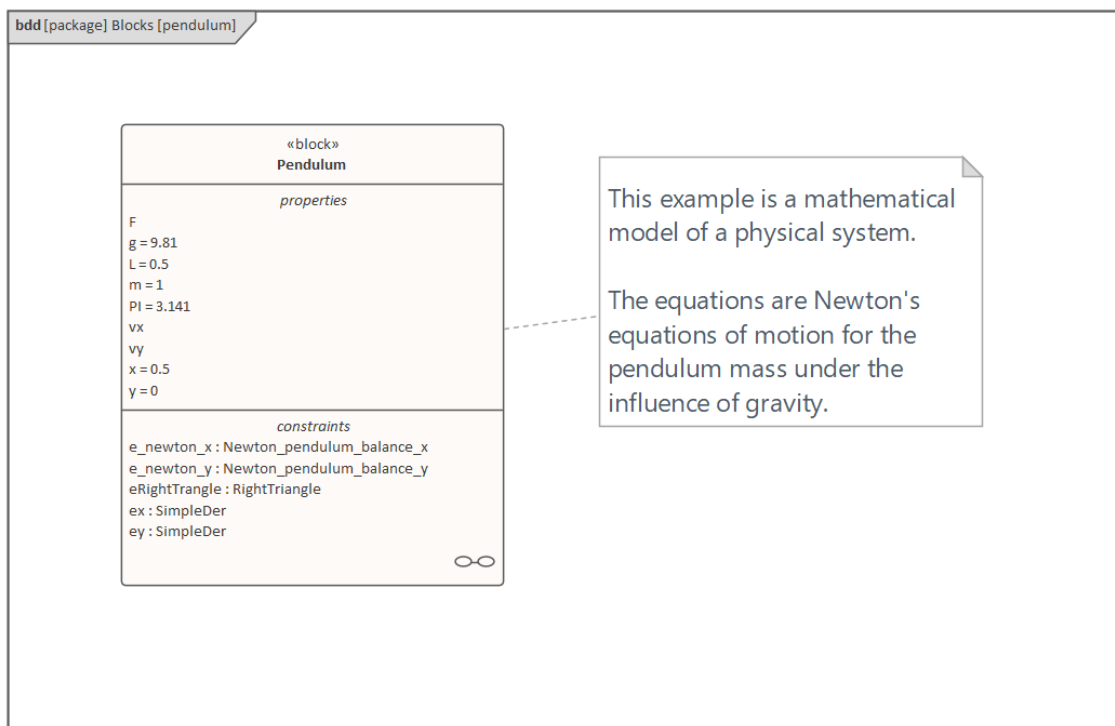 bdd [package] Blocks [pendulum]
«block»
Pendulum
properties
F
g = 9.81
L = 0.5
m = 1
PI = 3.141
vx
vy
x = 0.5
y = 0
constraints
e_newton_x : Newton_pendulum_balance_x
e_newton_y : Newton_pendulum_balance_y
eRightTrangle : RightTriangle
ex : SimpleDer
ey : SimpleDer
This example is a mathematical
model of a physical system.
The equations are Newton's
equations of motion for the
pendulum mass under the
influence of gravity.